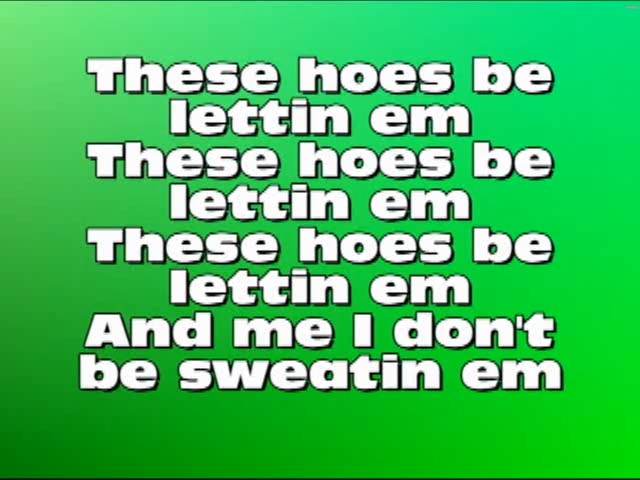 These hoes be
lettin em
These hoes be
lettin em
These hoes be
lettin em
And me I don't
be sweatin em